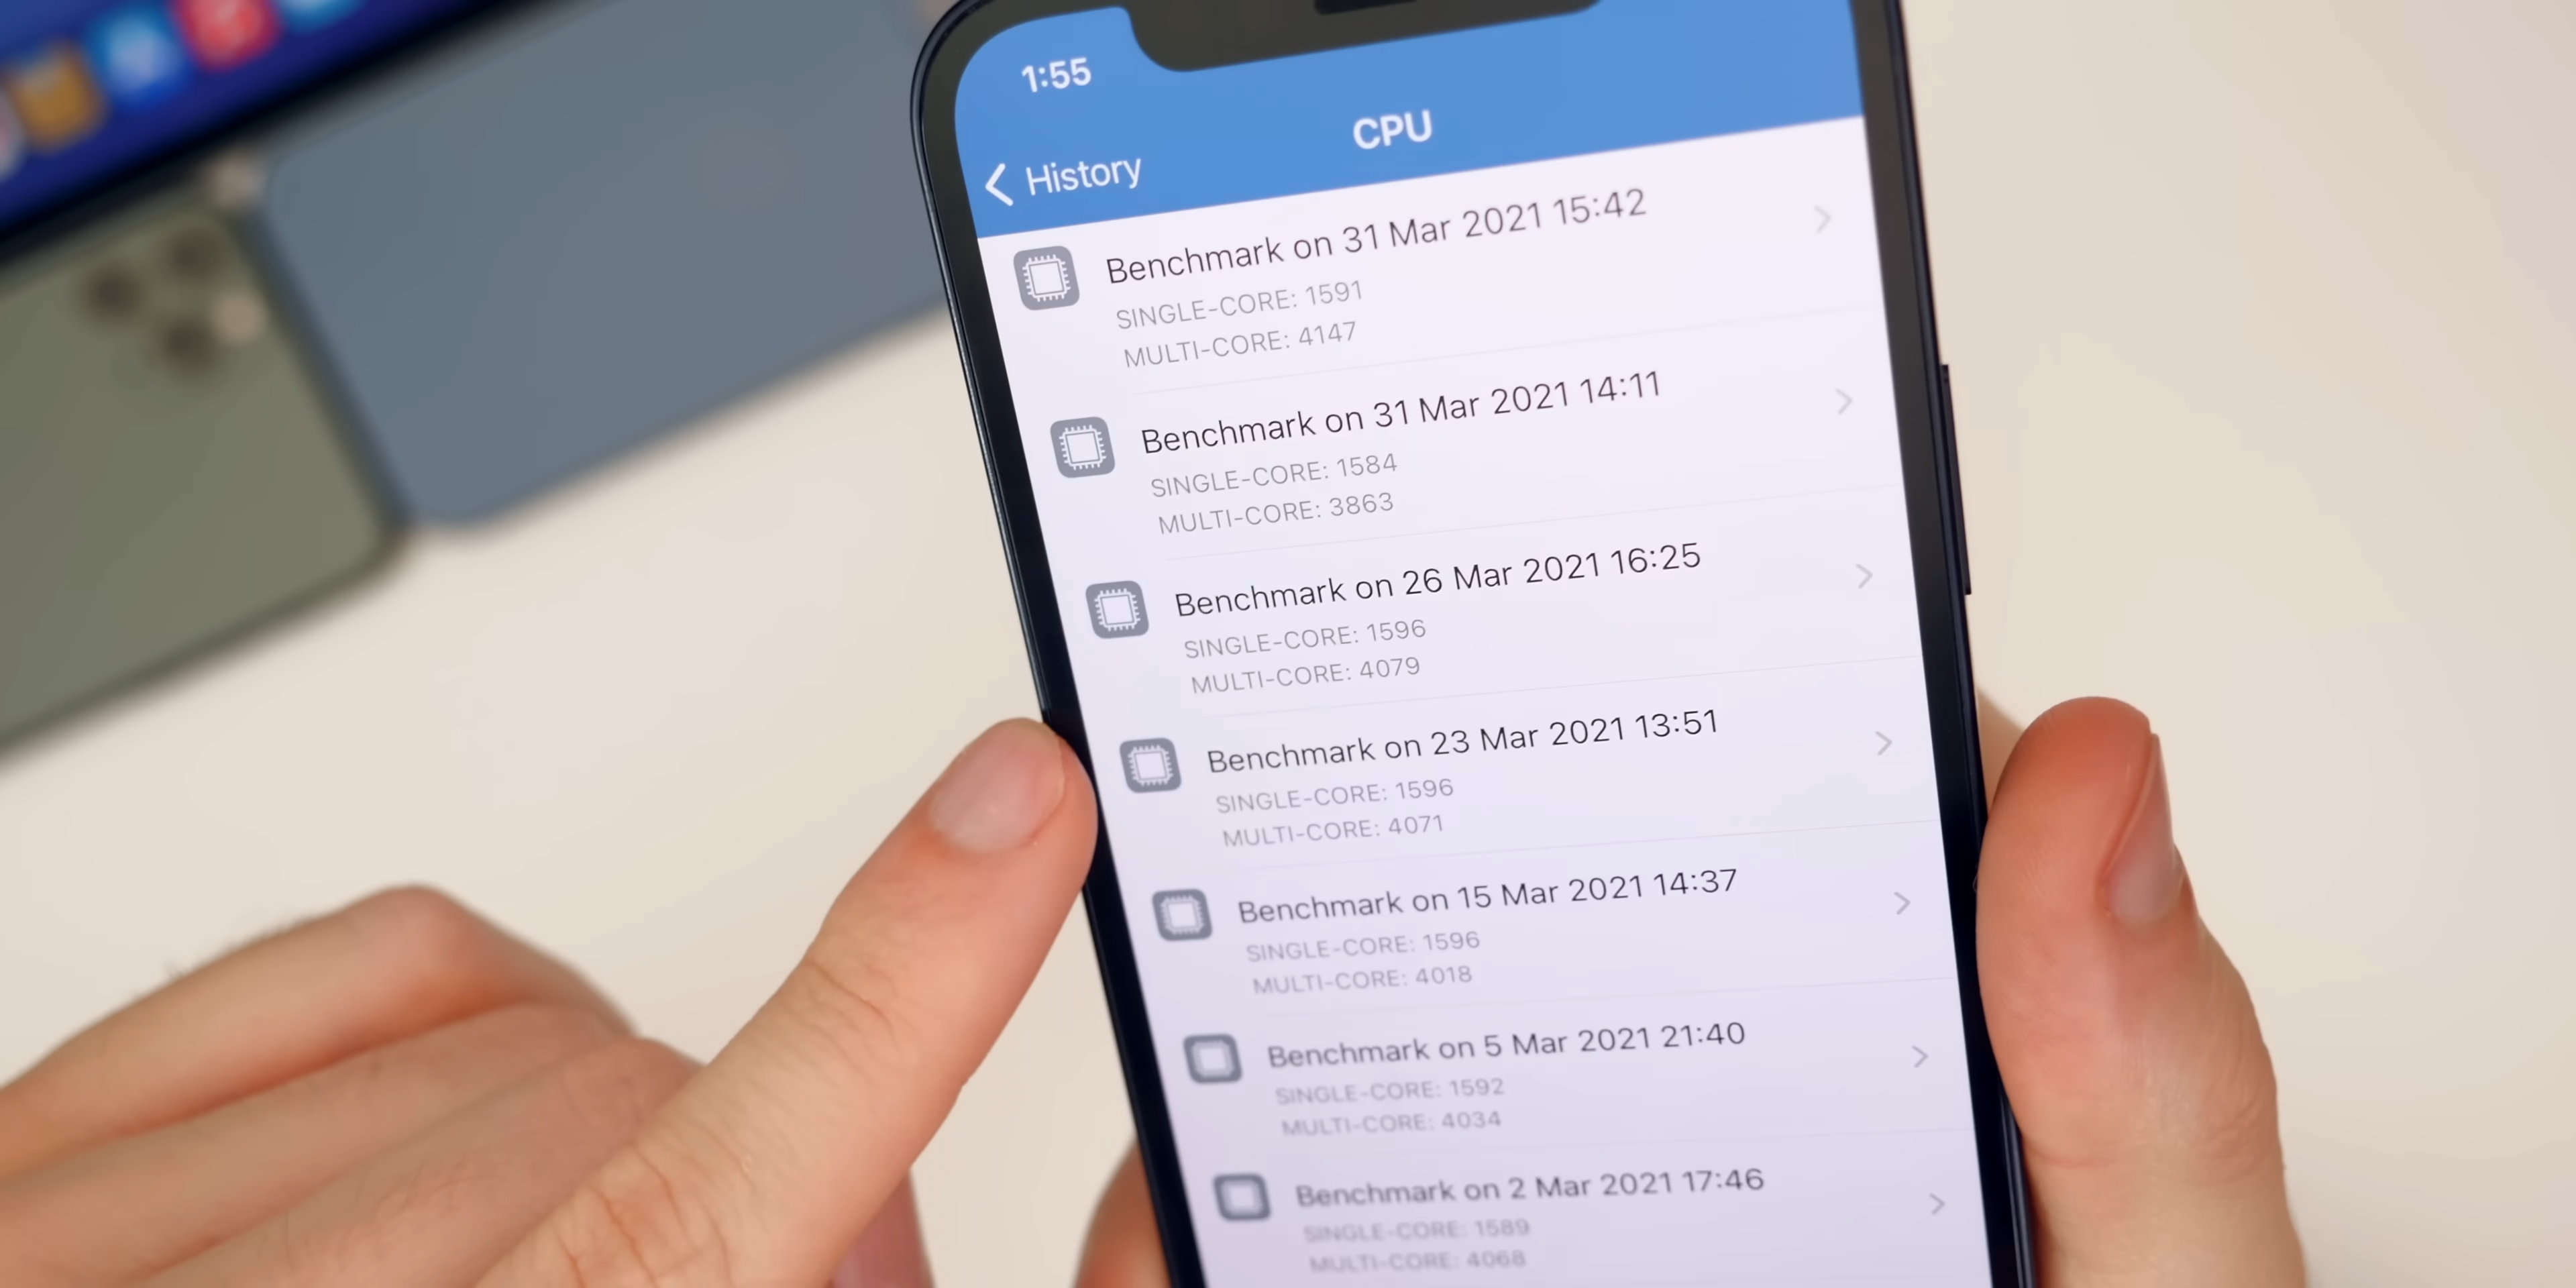 1:55
CPU
History
Benchmark on 31 Mar 2021 15:42
SINGLE-CORE: 1591
MULTI-CORE: 4147
Benchmark on 31 Mar 2021 14:11
SINGLE-CORE: 1584
MULTI-CORE: 3863
Benchmark on 26 Mar 2021 16:25
SINGLE-CORE: 1596
MULTI-CORE: 4079
Benchmark on 23 Mar 2021 13:51
SINGLE-CORE: 1596
MULTI-CORE: 4071
Benchmark on 15 Mar 2021 14:37
SINGLE-CORE: 1596
MULTI-CORE: 4018
Benchmark on 5 Mar 2021 21:40
SINGLE-CORE: 1592
MULTI-CORE: 4034
Benchmark on 2 Mar 2021 17:46
SINGLE-CORE: 1589
MULTI-CORE: 4068